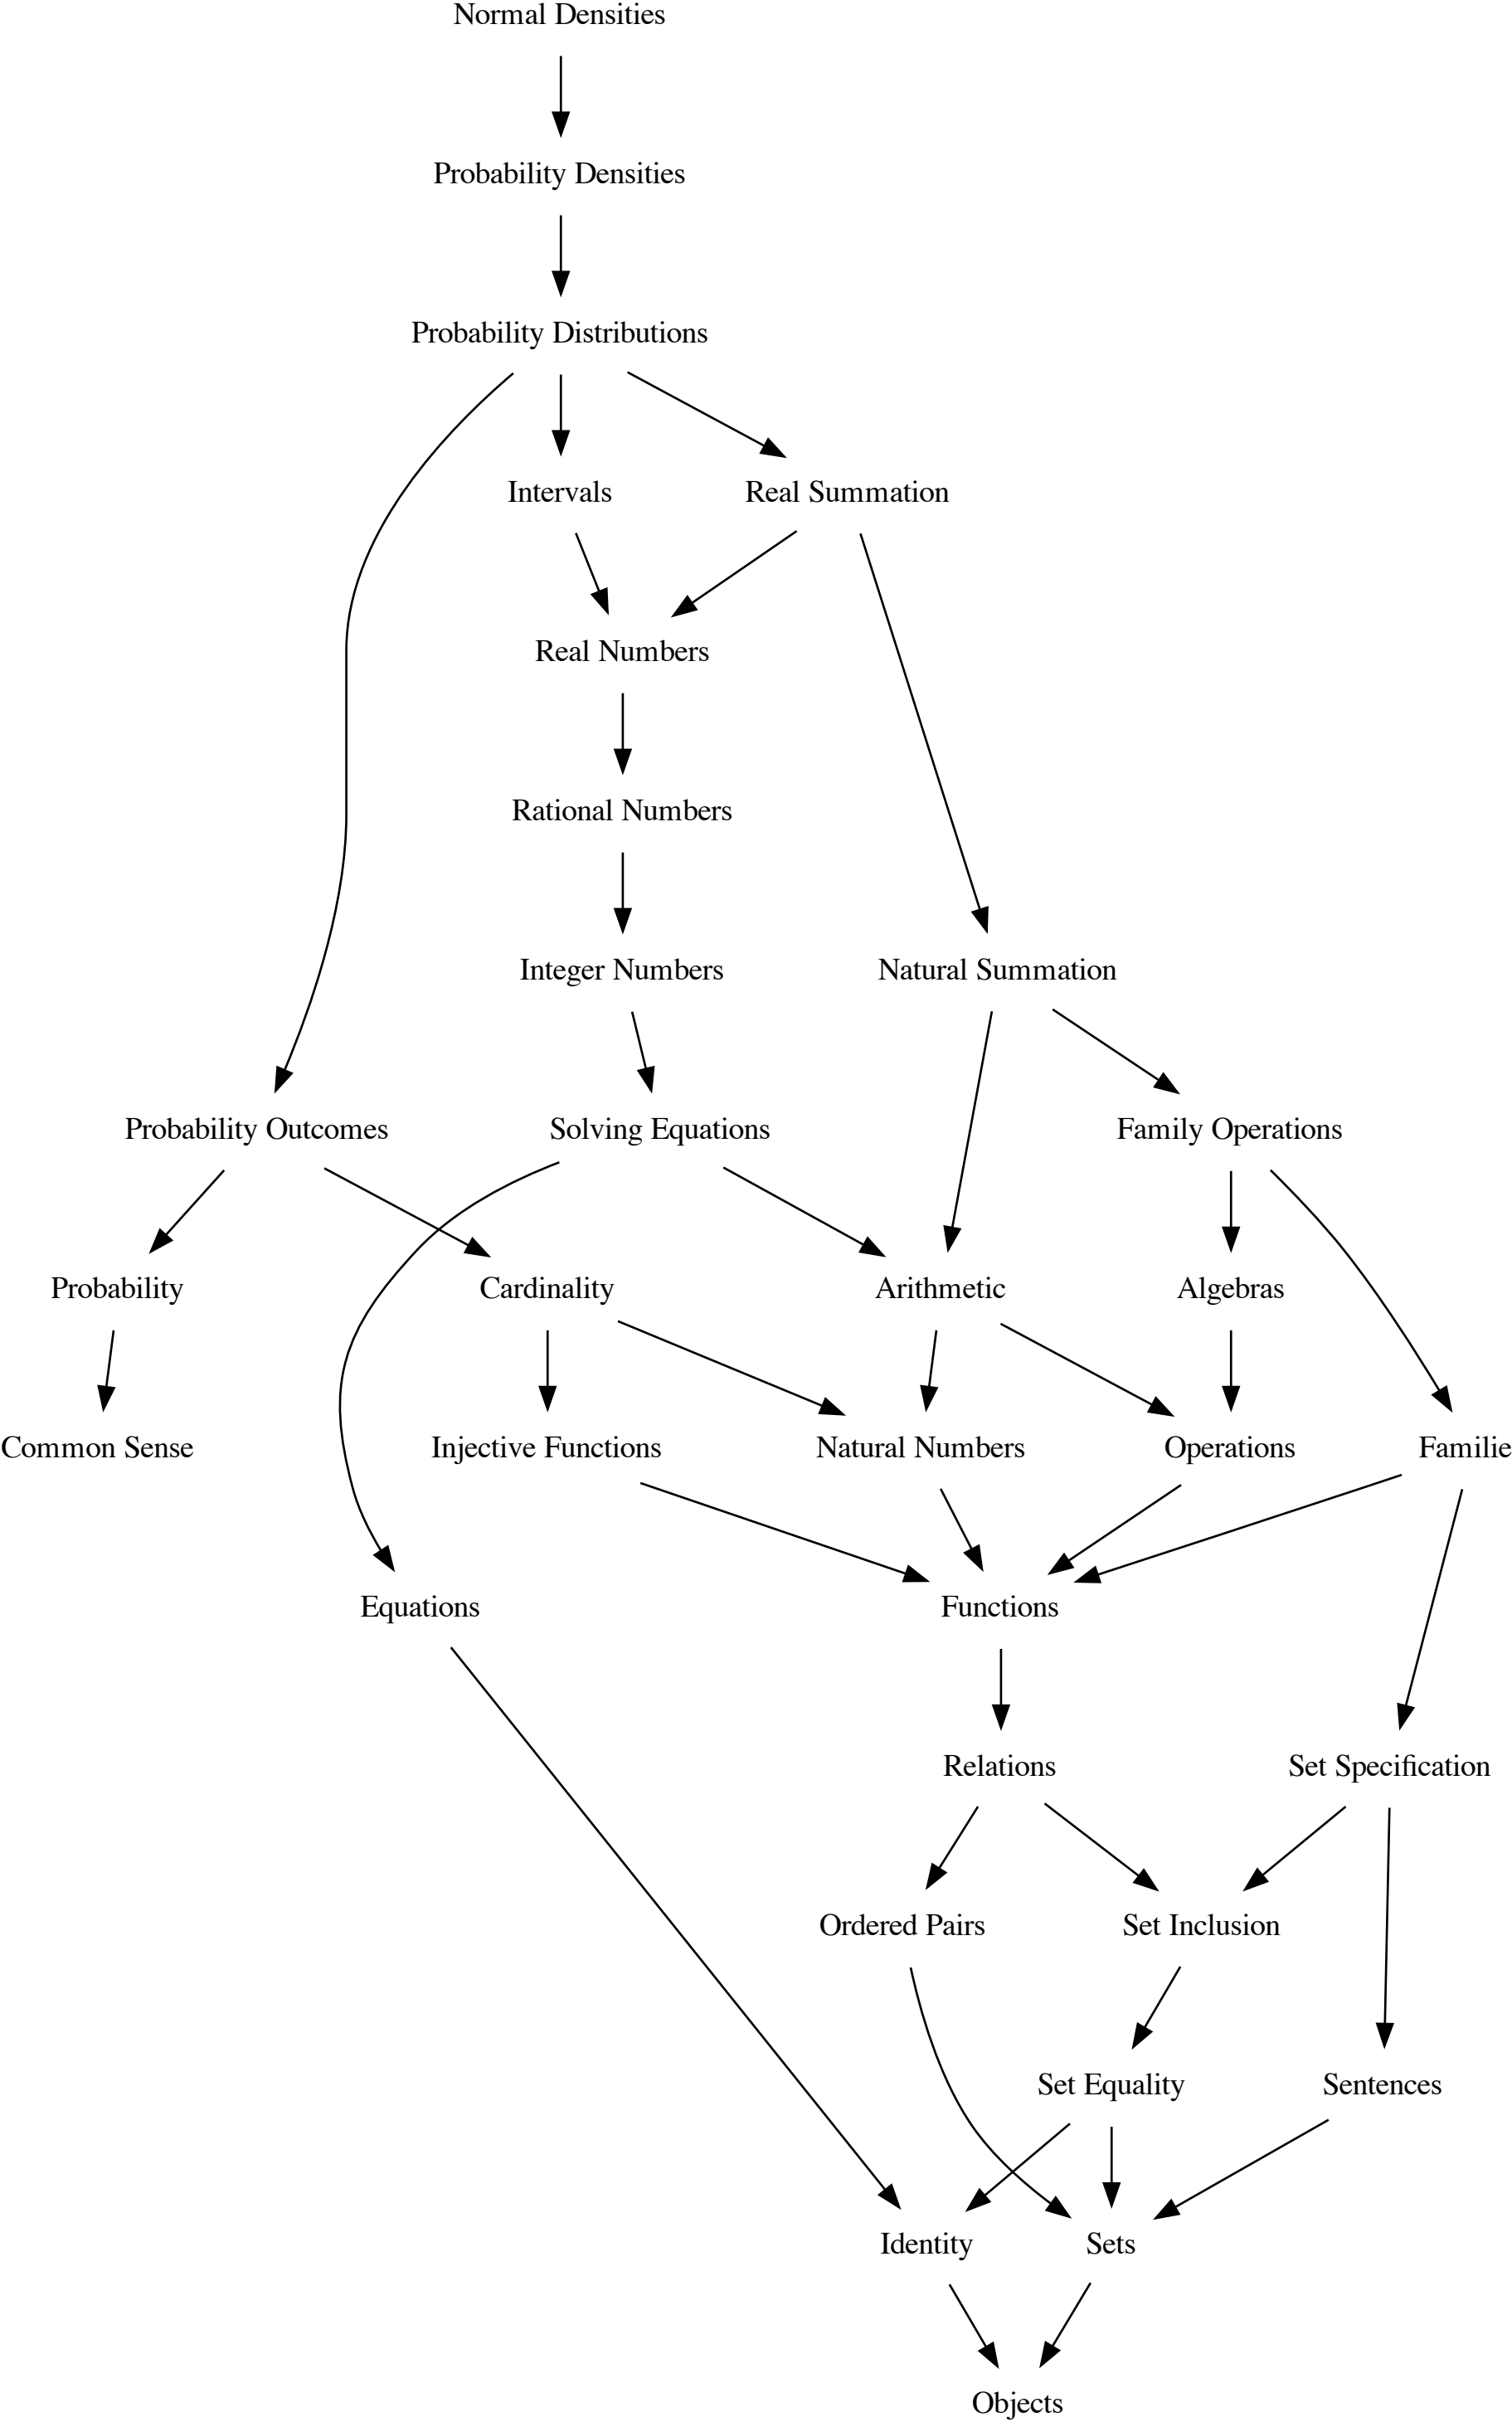 Normal Densities
Probability Densities
Probability Distributions
Intervals
Real Summation
Real Numbers
Rational Numbers
Integer Numbers
Natural Summation
Probability Outcomes
Solving Equations
Family Operations
Probability
Cardinality
Arithmetic
Algebras
Common Sense
Injective Functions
Natural Numbers
Operations
Familie
Equations
Functions
Relations
Set Specification
Ordered Pairs
Set Inclusion
Set Equality
Sentences
Identity
Sets
Objects